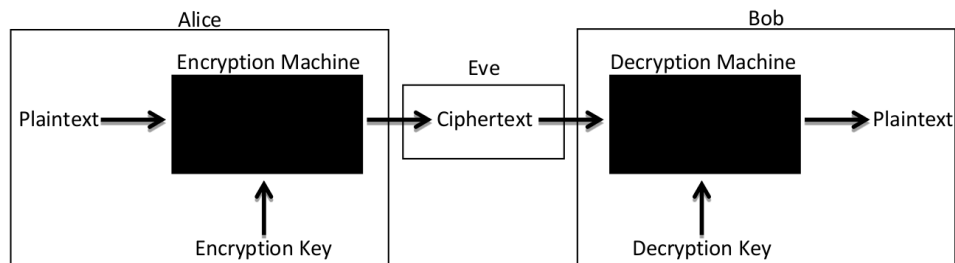 Alice
Bob
Encryption Machine
Eve
Decryption Machine
Plaintext
Ciphertext
Plaintext
Encryption Key
Decryption Key